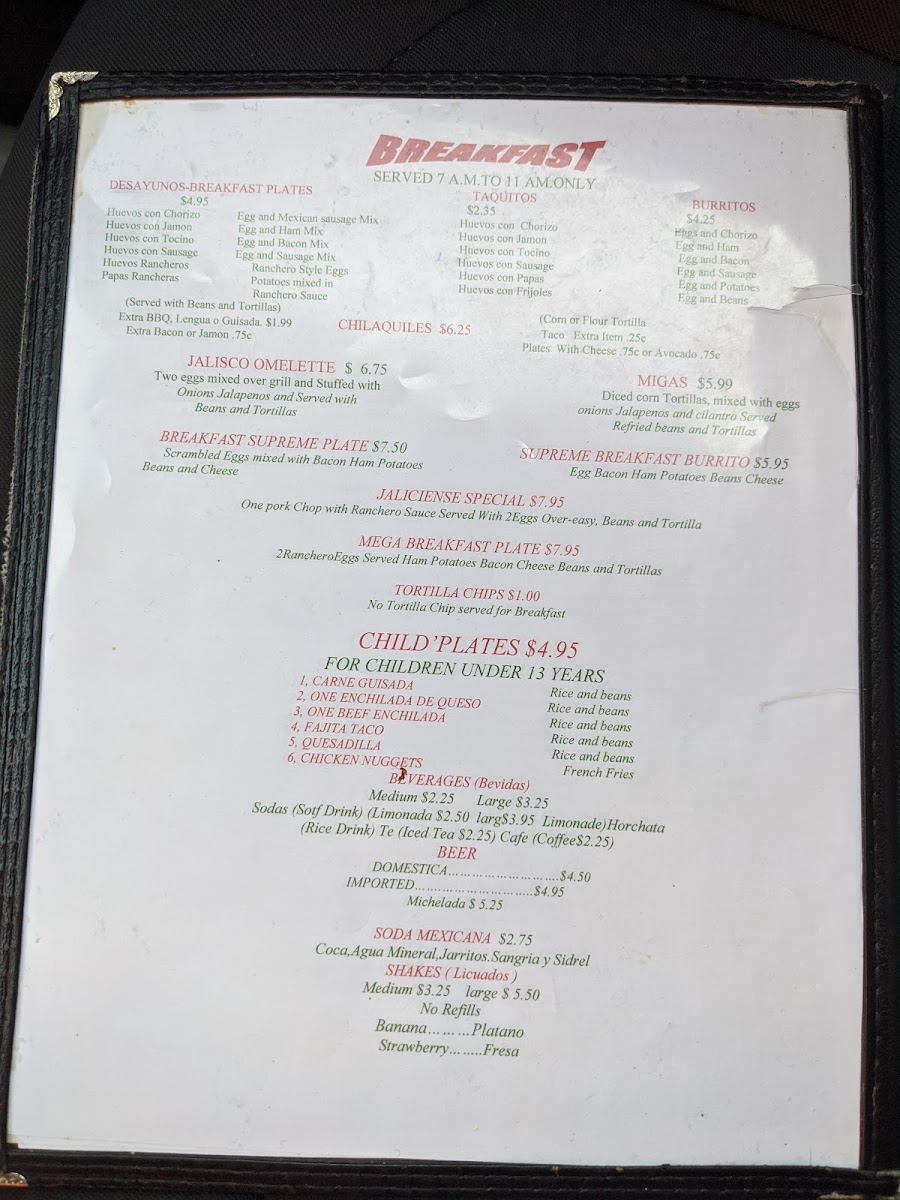 BREAKFAST
SERVED 7 A.M.TO 11 AM.ONLY
DESAYUNOS-BREAKFAST PLATES
$4.95
Huevos con Chorizo
Huevos con Jamon
Huevos con Tocino
Huevos con Sausage
Huevos Rancheros
Papas Rancheras
Egg and Mexican sausage Mix
Egg and Ham Mix
Egg and Bacon Mix
Egg and Sausage Mix
Ranchero Style Eggs
Potatoes mixed in
Ranchero Sauce
(Served with Beans and Tortillas)
Extra BBQ, Lengua o Guisada. $1.99
Extra Bacon or Jamon .75c
TAQUITOS
$2.35
Huevos con Chorizo
Huevos con Jamon
Huevos con Tocino
Huevos con Sausage
Huevos con Papas
Huevos con Frijoles
BURRITOS
$4.25
Eggs and Chorizo
Egg and Ham
Egg and Bacon
Egg and Sausage
Egg and Potatoes
Egg and Beans
(Corn or Flour Tortilla
Taco Extra Item .25c
Plates With Cheese .75c or Avocado .75c
CHILAQUILES $6.25
JALISCO OMELETTE $ 6.75
Two eggs mixed over grill and Stuffed with
Onions Jalapenos and Served with
Beans and Tortillas
MIGAS $5.99
Diced corn Tortillas, mixed with eggs
onions Jalapenos and cilantro Served
Refried beans and Tortillas
BREAKFAST SUPREME PLATE $7.50
Scrambled Eggs mixed with Bacon Ham Potatoes
Beans and Cheese
SUPREME BREAKFAST BURRITO $5.95
Egg Bacon Ham Potatoes Beans Cheese
JALICIENSE SPECIAL $7.95
One pork Chop with Ranchero Sauce Served With 2Eggs Over-easy, Beans and Tortilla
MEGA BREAKFAST PLATE $7.95
2RancheroEggs Served Ham Potatoes Bacon Cheese Beans and Tortillas
TORTILLA CHIPS $1.00
No Tortilla Chip served for Breakfast
CHILD'PLATES $4.95
FOR CHILDREN UNDER 13 YEARS
1, CARNE GUISADA Rice and beans
2, ONE ENCHILADA DE QUESO Rice and beans
3, ONE BEEF ENCHILADA Rice and beans
4, FAJITA TACO Rice and beans
5, QUESADILLA Rice and beans
6, CHICKEN NUGGETS French Fries
BEVERAGES (Bevidas)
Medium $2.25 Large $3.25
Sodas (Sotf Drink) (Limonada $2.50 larg$3.95 Limonade)Horchata
(Rice Drink) Te (Iced Tea $2.25) Cafe (Coffee$2.25)
BEER
DOMESTICA..............................$4.50
IMPORTED..............................$4.95
Michelada $ 5.25
SODA MEXICANA $2.75
Coca,Agua Mineral,Jarritos.Sangria y Sidrel
SHAKES ( Licuados )
Medium $3.25 large $ 5.50
No Refills
Banana.........Platano
Strawberry........Fresa